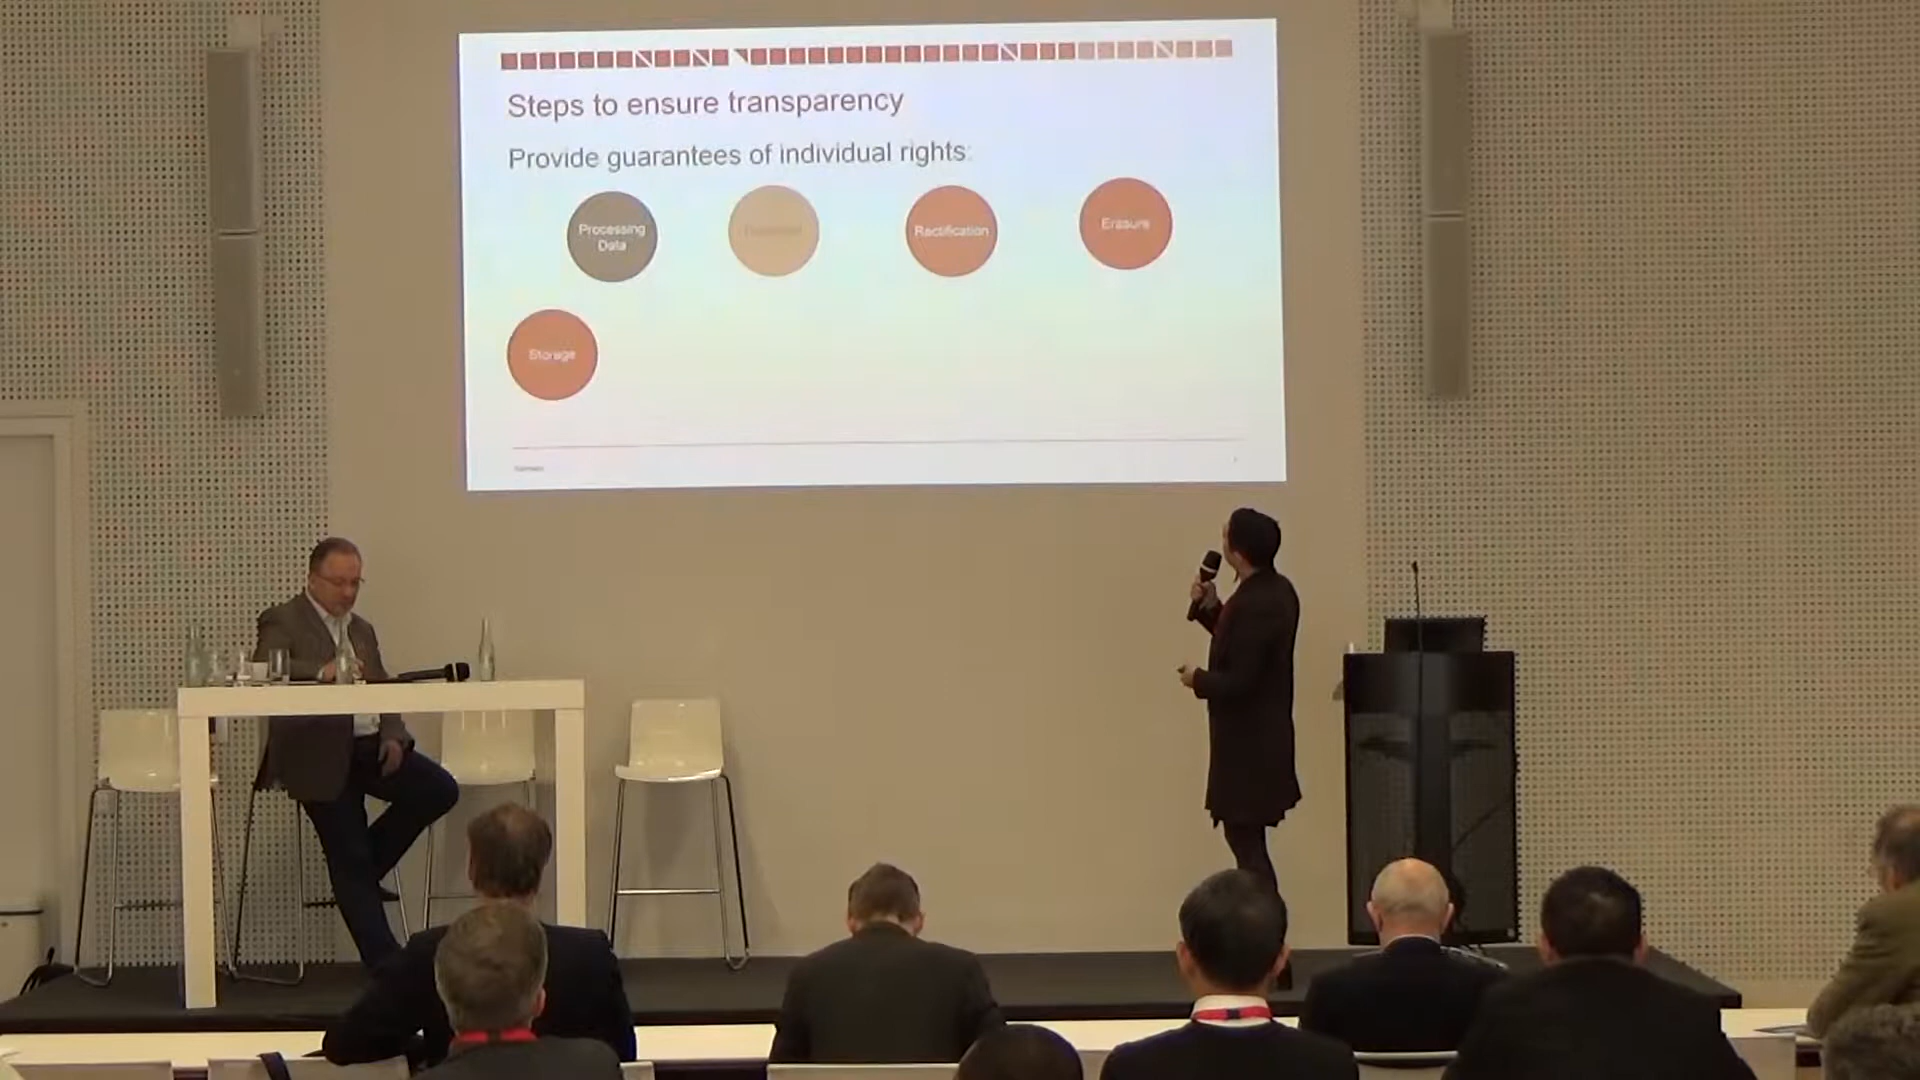 Steps to ensure transparency
Provide guarantees of individual rights:
Processing
Data
Rectification
Erasure
Storage